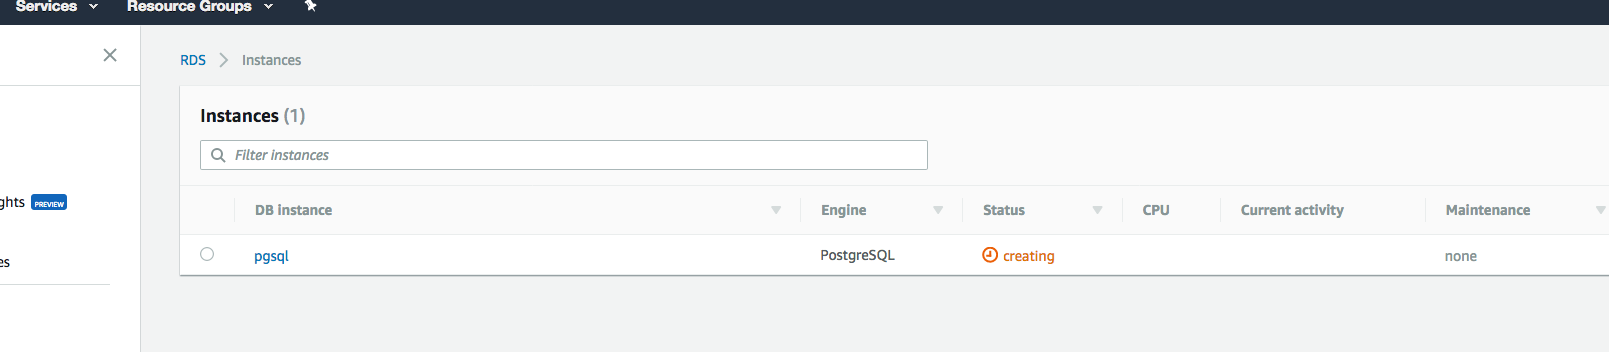 Services Resource Groups
RDS Instances
Instances (1)
Filter instances
ghts PREVIEW
DB instance Engine Status CPU Current activity Maintenance
es
pgsql PostgreSQL creating none